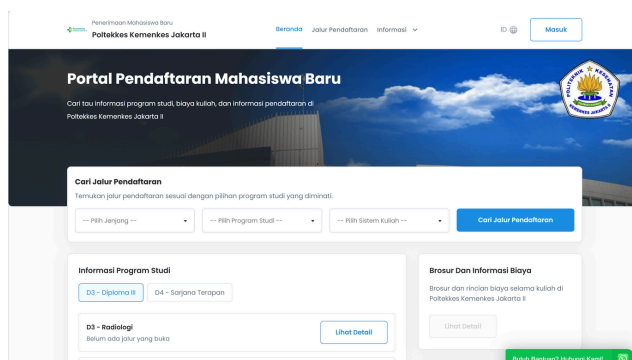 Penerimaan Mahasiswa Baru
Poltekkes Kemenkes Jakarta II
Beranda
Jalur Pendaftaran
Informasi
ID
Masuk
Portal Pendaftaran Mahasiswa Baru
Cari tau informasi program studi, biaya kuliah, dan informasi pendaftaran di
Poltekkes Kemenkes Jakarta II
Cari Jalur Pendaftaran
Temukan jalur pendaftaran sesuai dengan pilihan program studi yang diminati.
-- Pilih Jenjang --
-- Pilih Program Studi --
-- Pilih Sistem Kuliah --
Cari Jalur Pendaftaran
Informasi Program Studi
D3 - Diploma III
D4 - Sarjana Terapan
D3 - Radiologi
Belum ada jalur yang buka
Lihat Detail
Brosur Dan Informasi Biaya
Brosur dan rincian biaya selama kuliah di
Poltekkes Kemenkes Jakarta II
Lihat Detail
Butuh Bantuan? Hubungi Kami!